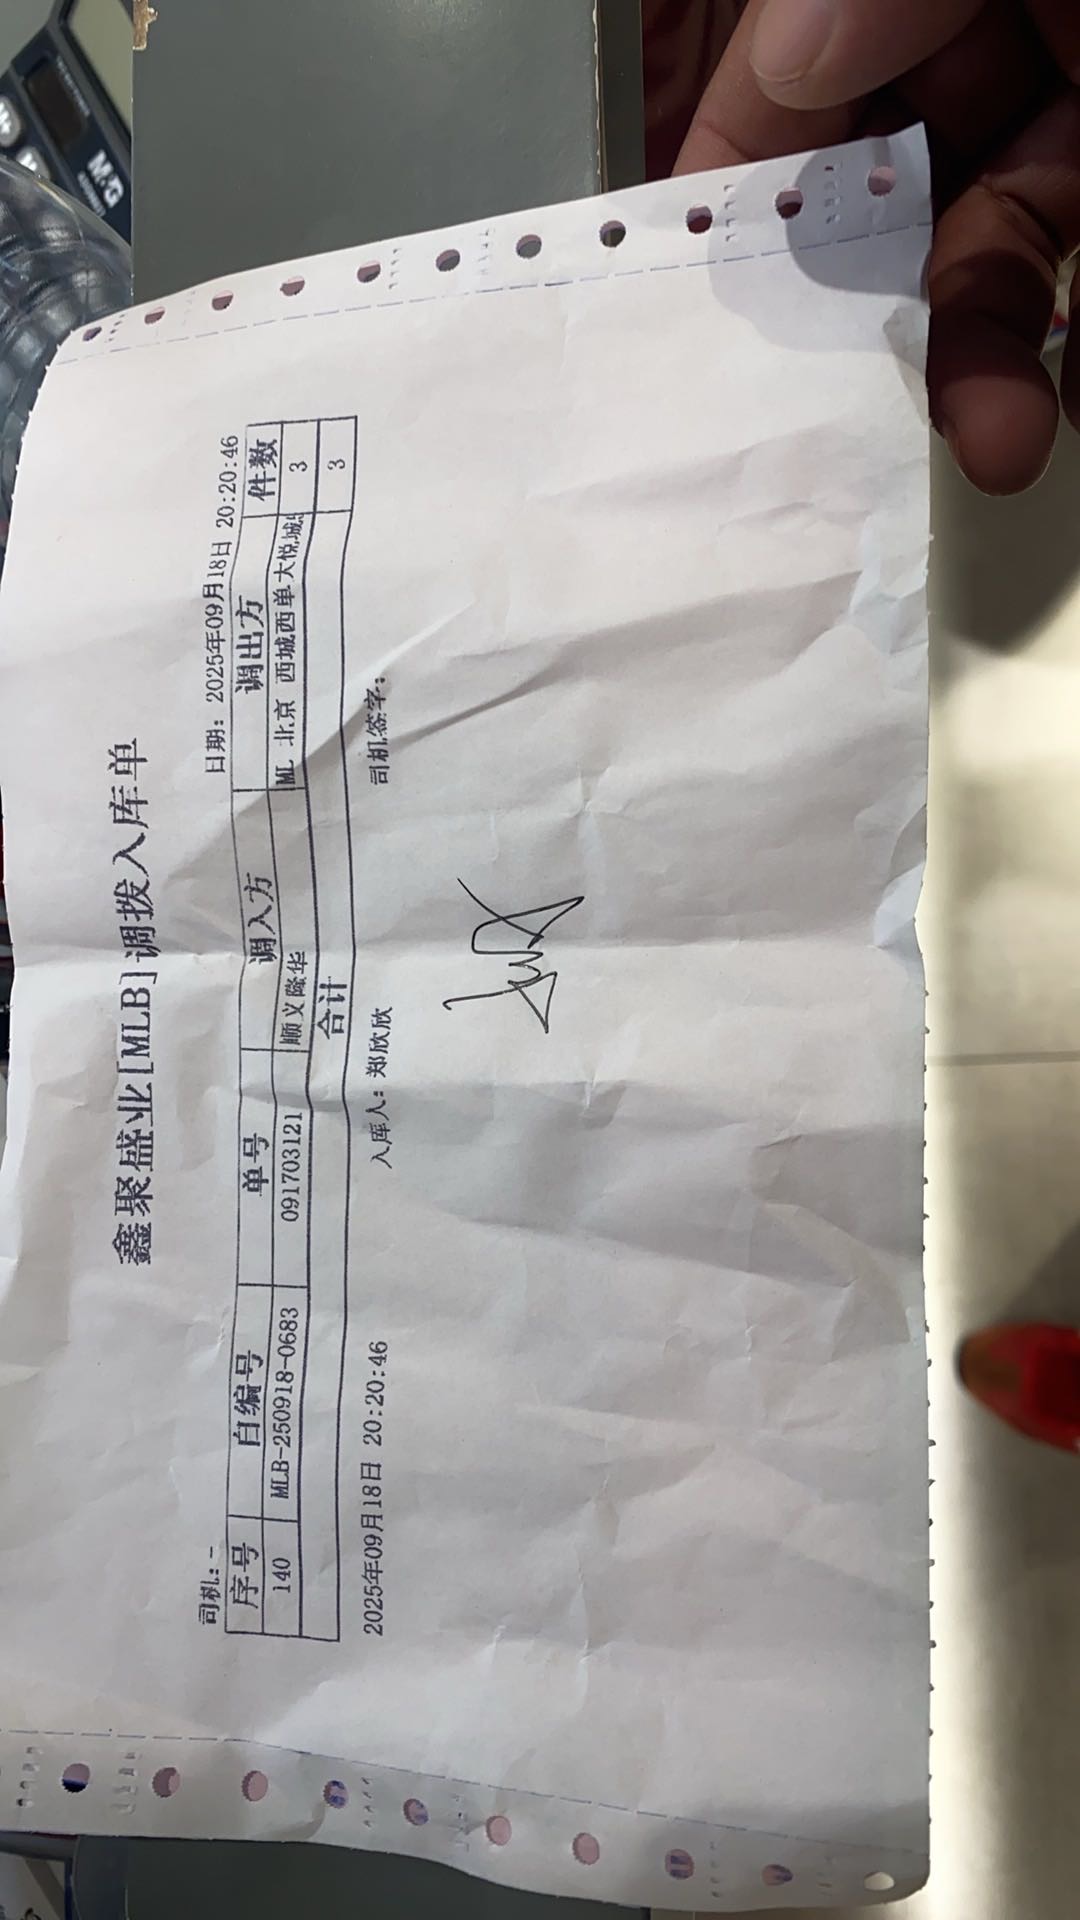 鑫聚盛业[MLB]调拨入库单
司机:-
日期: 2025年09月18日 20:20:46
序号 自编号 单号 调入方 调出方 件数
140 MLB-250918-0683 091703121 顺义隆华 ML 北京 西城西单大悦城 3
合计 3
2025年09月18日 20:20:46 入库人: 郑欣欣 司机签字:
M&G